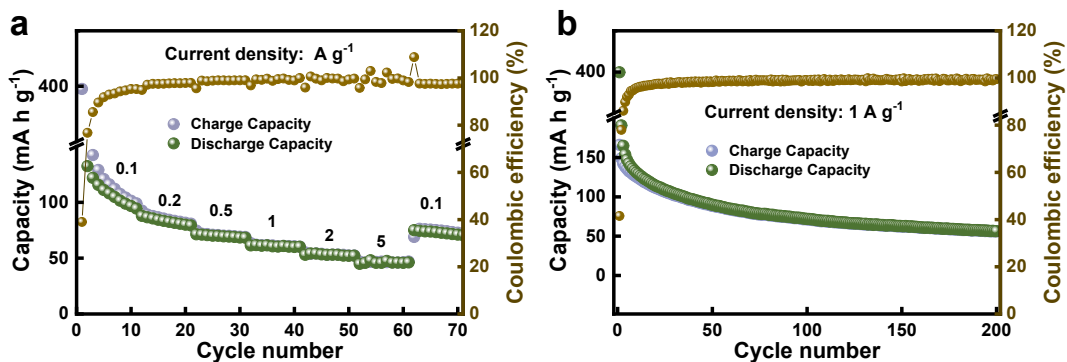 a
Current density: A g⁻¹
Charge Capacity
Discharge Capacity
0.1
0.2
0.5
1
2
5
0.1
Capacity (mA h g⁻¹)
400
100
50
0
0 10 20 30 40 50 60 70
Cycle number
120
100
80
60
40
20
0
Coulombic efficiency (%)
b
Current density: 1 A g⁻¹
Charge Capacity
Discharge Capacity
Capacity (mA h g⁻¹)
400
150
100
50
0
0 50 100 150 200
Cycle number
120
100
80
60
40
20
0
Coulombic efficiency (%)